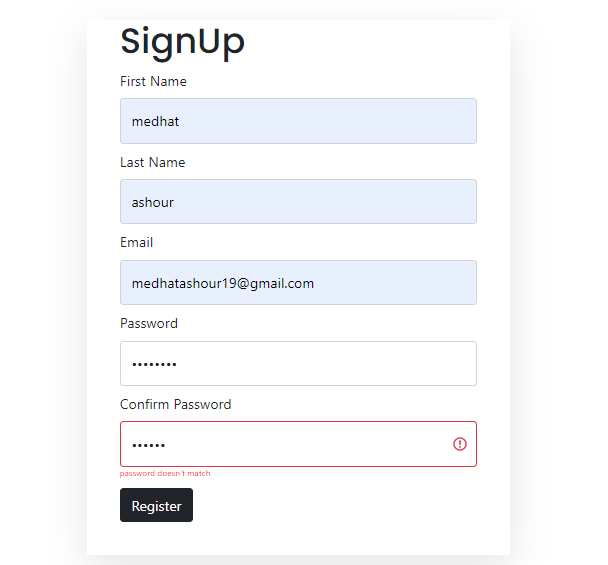 SignUp
First Name
medhat
Last Name
ashour
Email
medhatashour19@gmail.com
Password
••••••••
Confirm Password
••••••
password doesn't match
Register